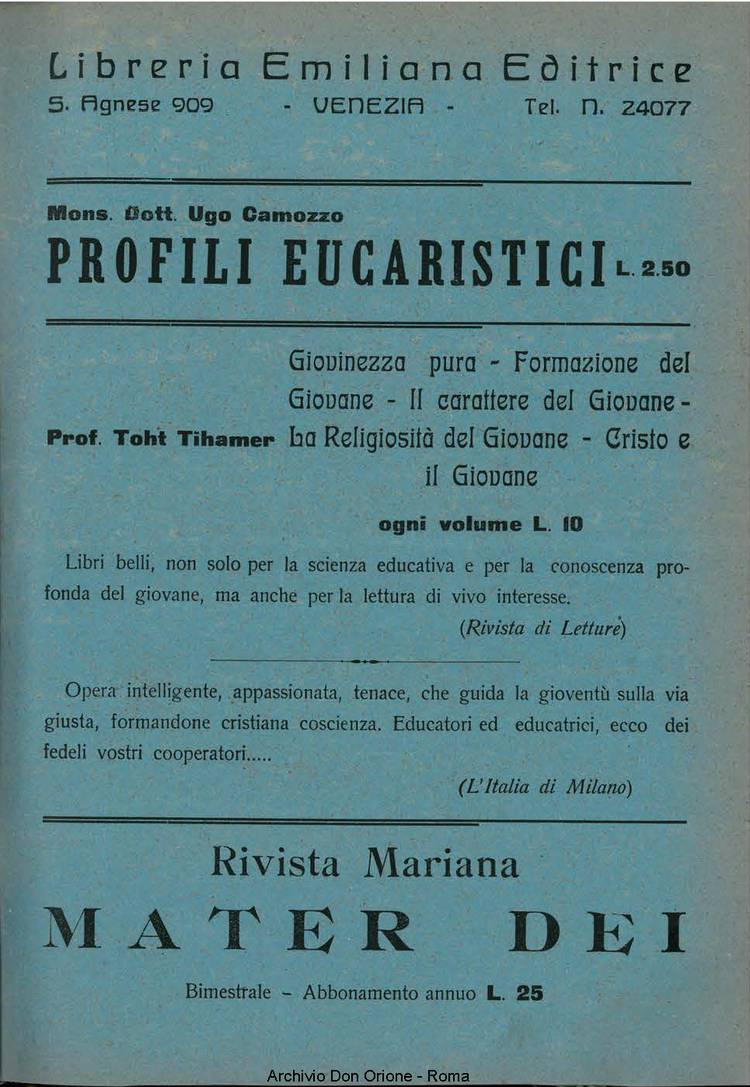 Libreria Emiliana Editrice
S. Agnese 909 - VENEZIA - Tel. N. 24077
Mons. Dott. Ugo Camozzo
PROFILI EUCARISTICI L. 2.50
Giovinezza pura - Formazione del
Giovane - Il carattere del Giovane -
Prof. Toht Tihamer La Religiosità del Giovane - Cristo e
il Giovane
ogni volume L. 10
Libri belli, non solo per la scienza educativa e per la conoscenza pro-
fonda del giovane, ma anche per la lettura di vivo interesse.
(Rivista di Letture)
Opera intelligente, appassionata, tenace, che guida la gioventù sulla via
giusta, formandone cristiana coscienza. Educatori ed educatrici, ecco dei
fedeli vostri cooperatori.....
(L'Italia di Milano)
Rivista Mariana
MATER DEI
Bimestrale - Abbonamento annuo L. 25
Archivio Don Orione - Roma